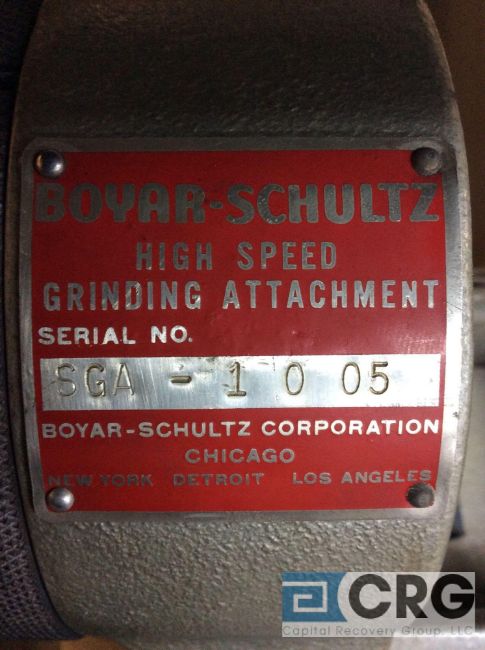 BOYAR-SCHULTZ
HIGH SPEED
GRINDING ATTACHMENT
SERIAL NO.
SGA - 1 0 05
BOYAR-SCHULTZ CORPORATION
CHICAGO
NEW YORK DETROIT LOS ANGELES
CRG
Capital Recovery Group, LLC